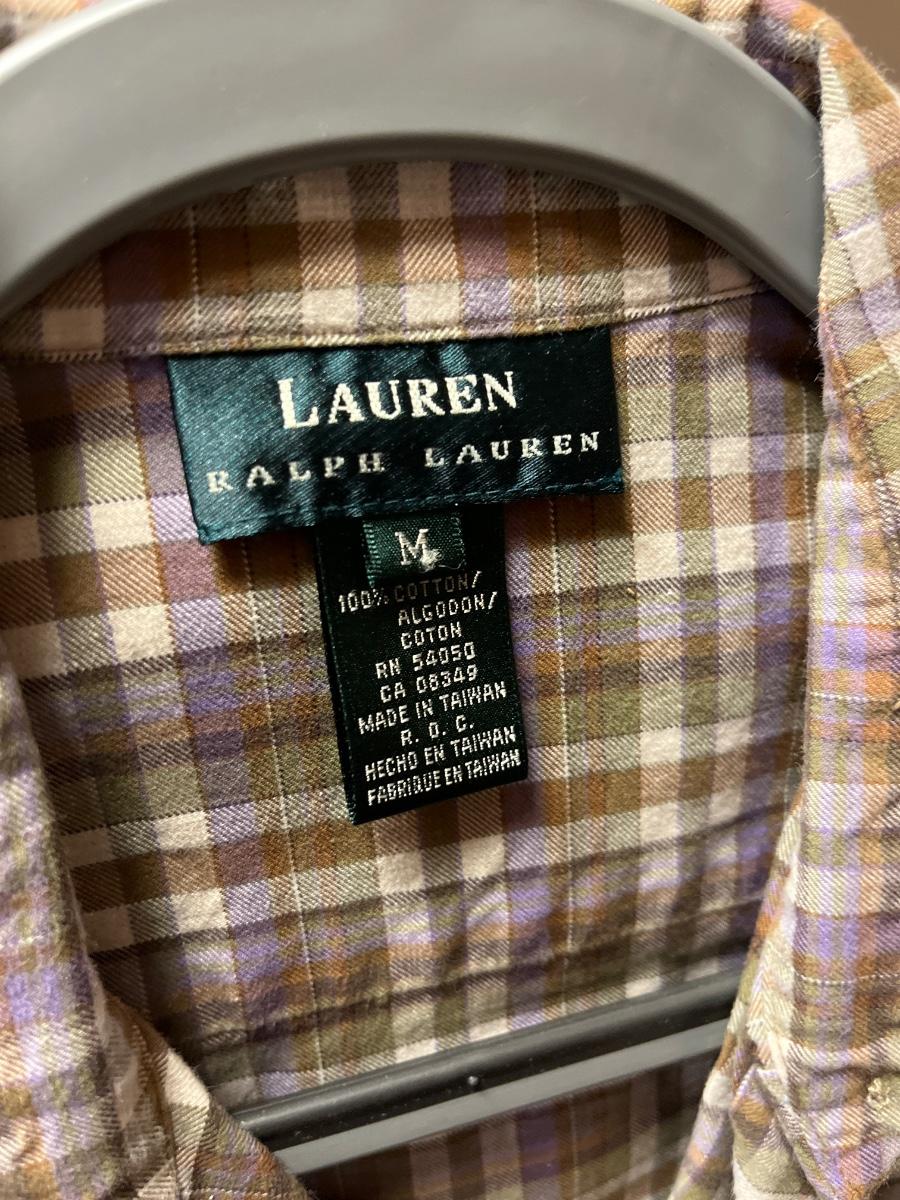 LAUREN
RALPH LAUREN
M
100% COTTON/
ALGODON/
COTON
RN 54050
CA 08349
MADE IN TAIWAN
R. O. C.
HECHO EN TAIWAN
FABRIQUE EN TAIWAN